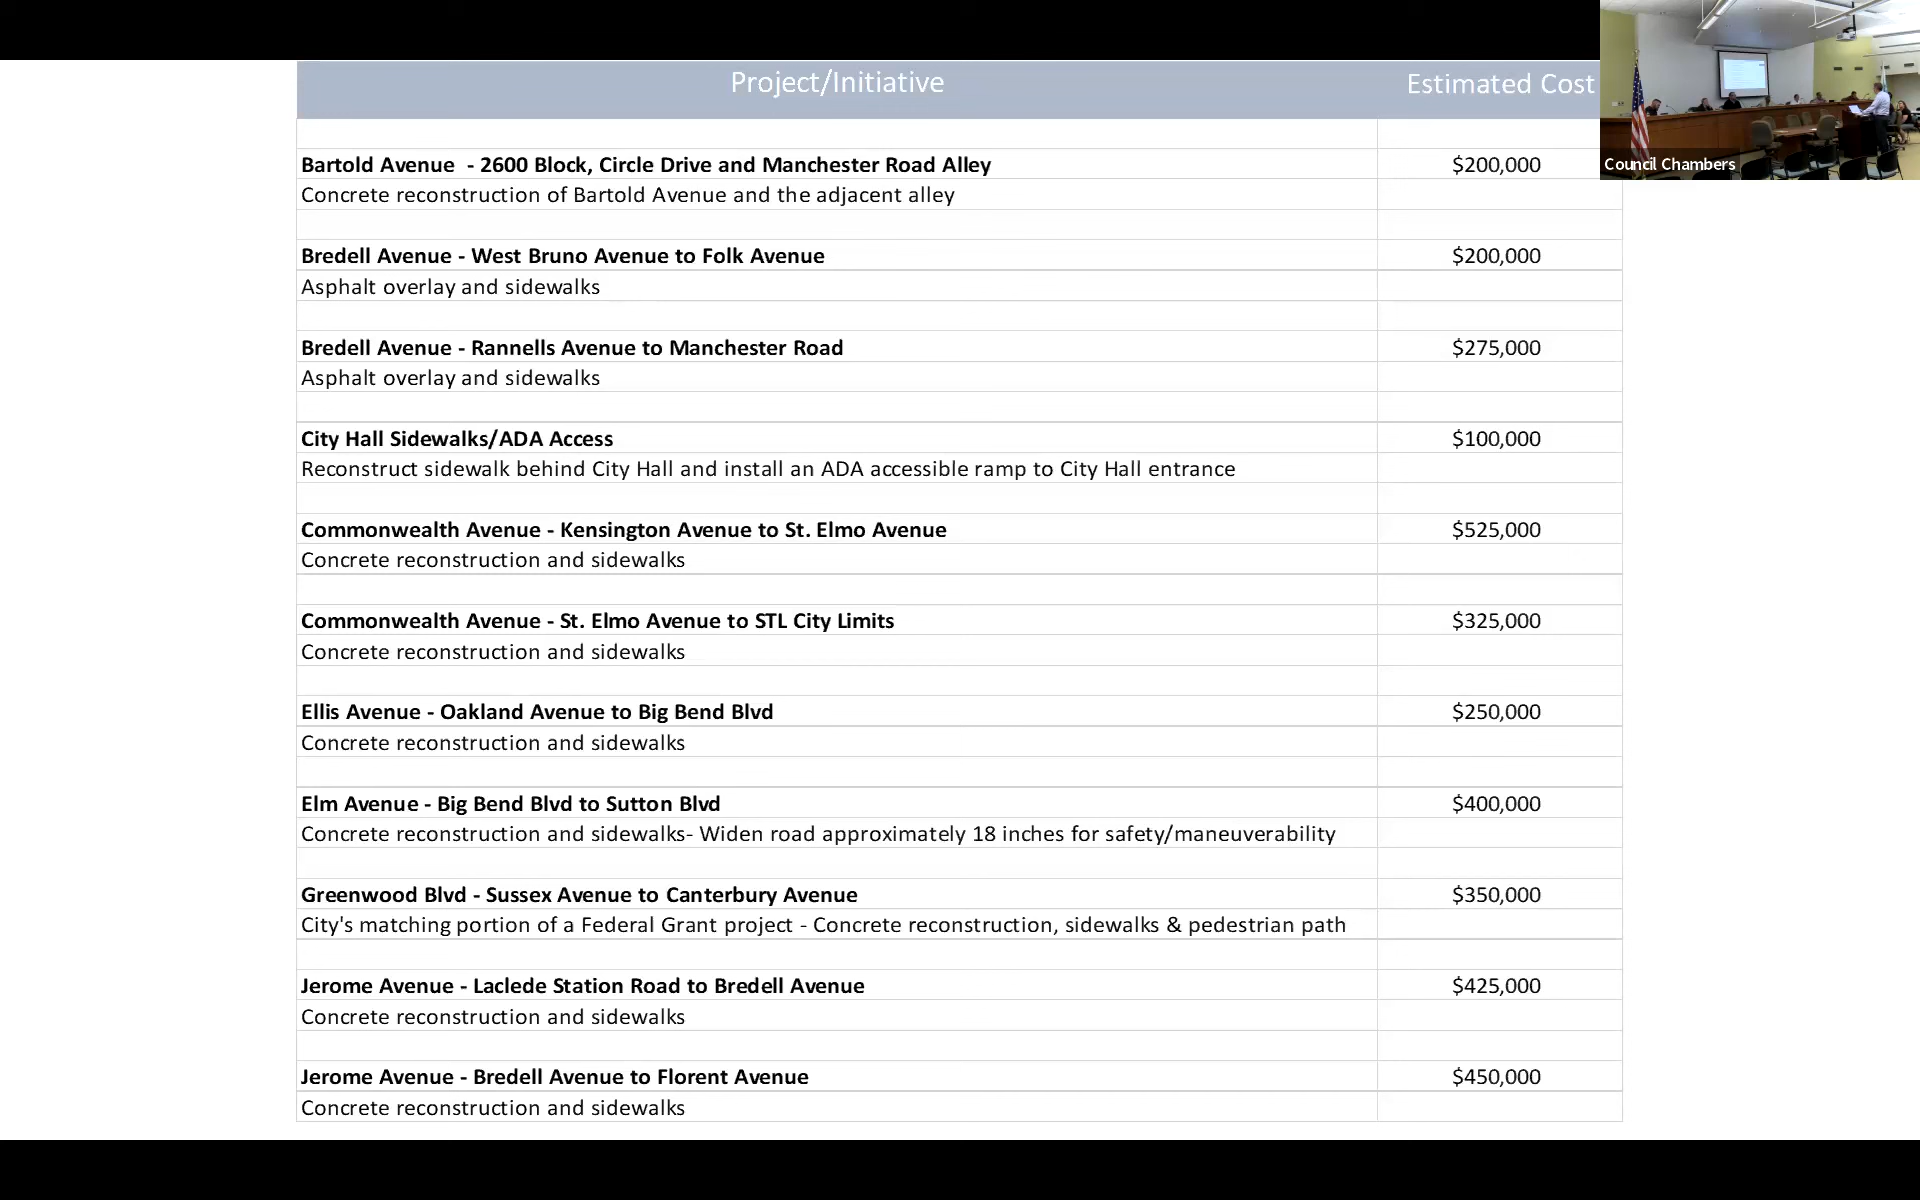 Project/Initiative Estimated Cost
Council Chambers
Bartold Avenue - 2600 Block, Circle Drive and Manchester Road Alley $200,000
Concrete reconstruction of Bartold Avenue and the adjacent alley
Bredell Avenue - West Bruno Avenue to Folk Avenue $200,000
Asphalt overlay and sidewalks
Bredell Avenue - Rannells Avenue to Manchester Road $275,000
Asphalt overlay and sidewalks
City Hall Sidewalks/ADA Access $100,000
Reconstruct sidewalk behind City Hall and install an ADA accessible ramp to City Hall entrance
Commonwealth Avenue - Kensington Avenue to St. Elmo Avenue $525,000
Concrete reconstruction and sidewalks
Commonwealth Avenue - St. Elmo Avenue to STL City Limits $325,000
Concrete reconstruction and sidewalks
Ellis Avenue - Oakland Avenue to Big Bend Blvd $250,000
Concrete reconstruction and sidewalks
Elm Avenue - Big Bend Blvd to Sutton Blvd $400,000
Concrete reconstruction and sidewalks- Widen road approximately 18 inches for safety/maneuverability
Greenwood Blvd - Sussex Avenue to Canterbury Avenue $350,000
City's matching portion of a Federal Grant project - Concrete reconstruction, sidewalks & pedestrian path
Jerome Avenue - Laclede Station Road to Bredell Avenue $425,000
Concrete reconstruction and sidewalks
Jerome Avenue - Bredell Avenue to Florent Avenue $450,000
Concrete reconstruction and sidewalks